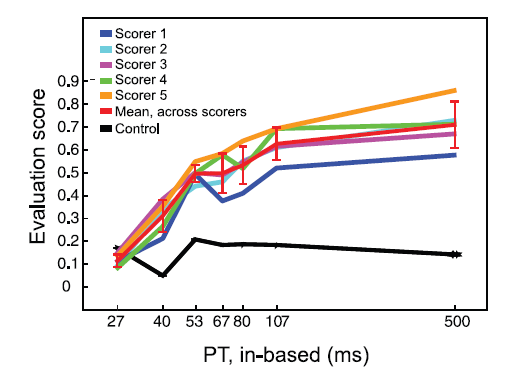 Scorer 1
Scorer 2
Scorer 3
Scorer 4
Scorer 5
Mean, across scorers
Control
Evaluation score
0.9
0.8
0.7
0.6
0.5
0.4
0.3
0.2
0.1
0
27 40 53 67 80 107 500
PT, in-based (ms)